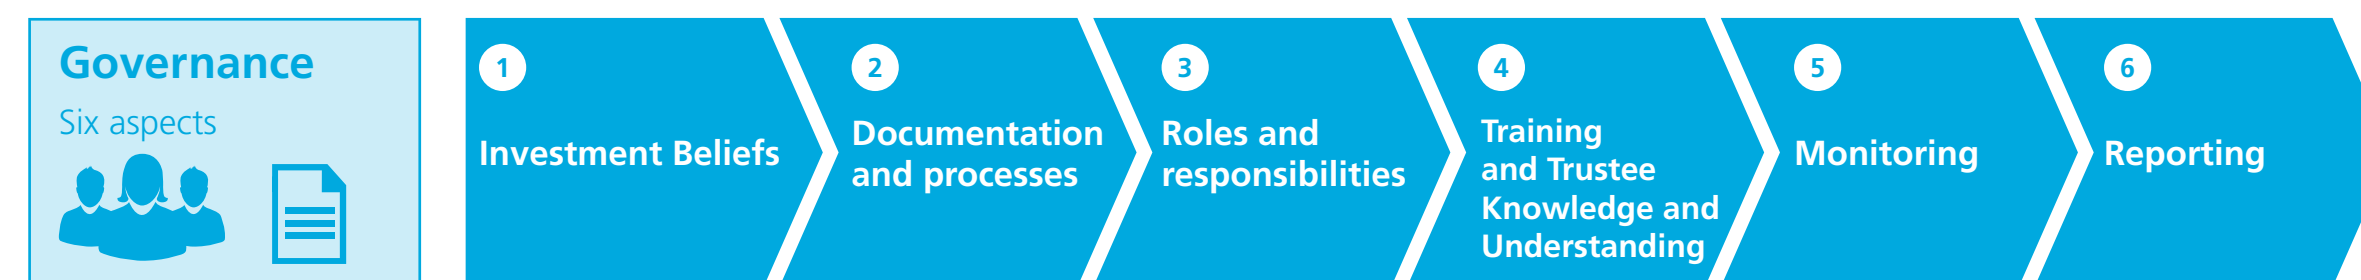 Governance
Six aspects
1
Investment Beliefs
2
Documentation
and processes
3
Roles and
responsibilities
4
Training
and Trustee
Knowledge and
Understanding
5
Monitoring
6
Reporting